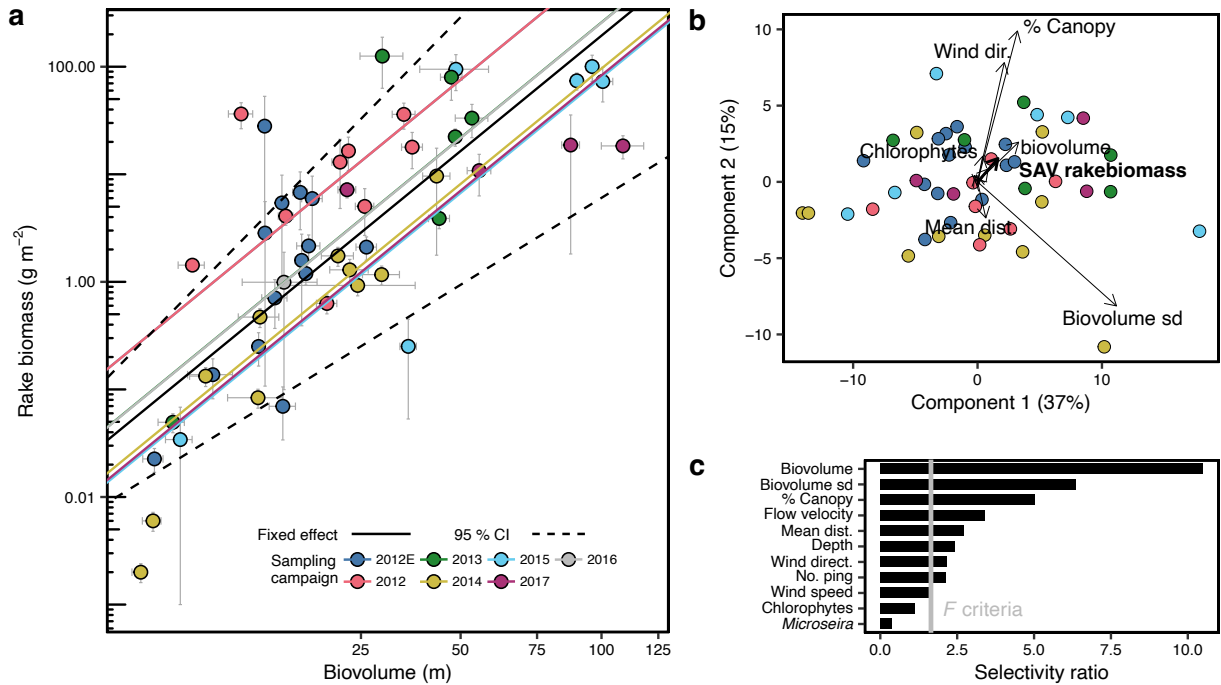 a
100.00
1.00
0.01
Rake biomass (g m⁻²)
25
50
100
125
Biovolume (m)
Fixed effect
95 % CI
Sampling campaign
2012E
2013
2015
2016
2012
2014
2017
b
10
5
0
−5
−10
Component 2 (15%)
% Canopy
Wind dir.
Chlorophytes
biovolume
SAV rakebiomass
Mean dist.
Biovolume sd
−10
0
10
Component 1 (37%)
c
Biovolume
Biovolume sd
% Canopy
Flow velocity
Mean dist.
Depth
Wind direct.
No. ping
Wind speed
Chlorophytes
Microseira
F criteria
0.0
2.5
5.0
7.5
10.0
Selectivity ratio